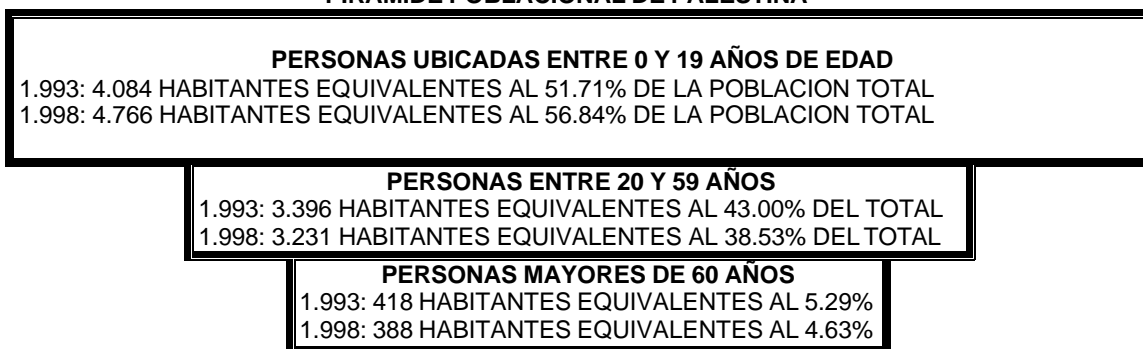 PIRAMIDE POBLACIONAL DE PALESTINA
PERSONAS UBICADAS ENTRE 0 Y 19 AÑOS DE EDAD
1.993: 4.084 HABITANTES EQUIVALENTES AL 51.71% DE LA POBLACION TOTAL
1.998: 4.766 HABITANTES EQUIVALENTES AL 56.84% DE LA POBLACION TOTAL
PERSONAS ENTRE 20 Y 59 AÑOS
1.993: 3.396 HABITANTES EQUIVALENTES AL 43.00% DEL TOTAL
1.998: 3.231 HABITANTES EQUIVALENTES AL 38.53% DEL TOTAL
PERSONAS MAYORES DE 60 AÑOS
1.993: 418 HABITANTES EQUIVALENTES AL 5.29%
1.998: 388 HABITANTES EQUIVALENTES AL 4.63%